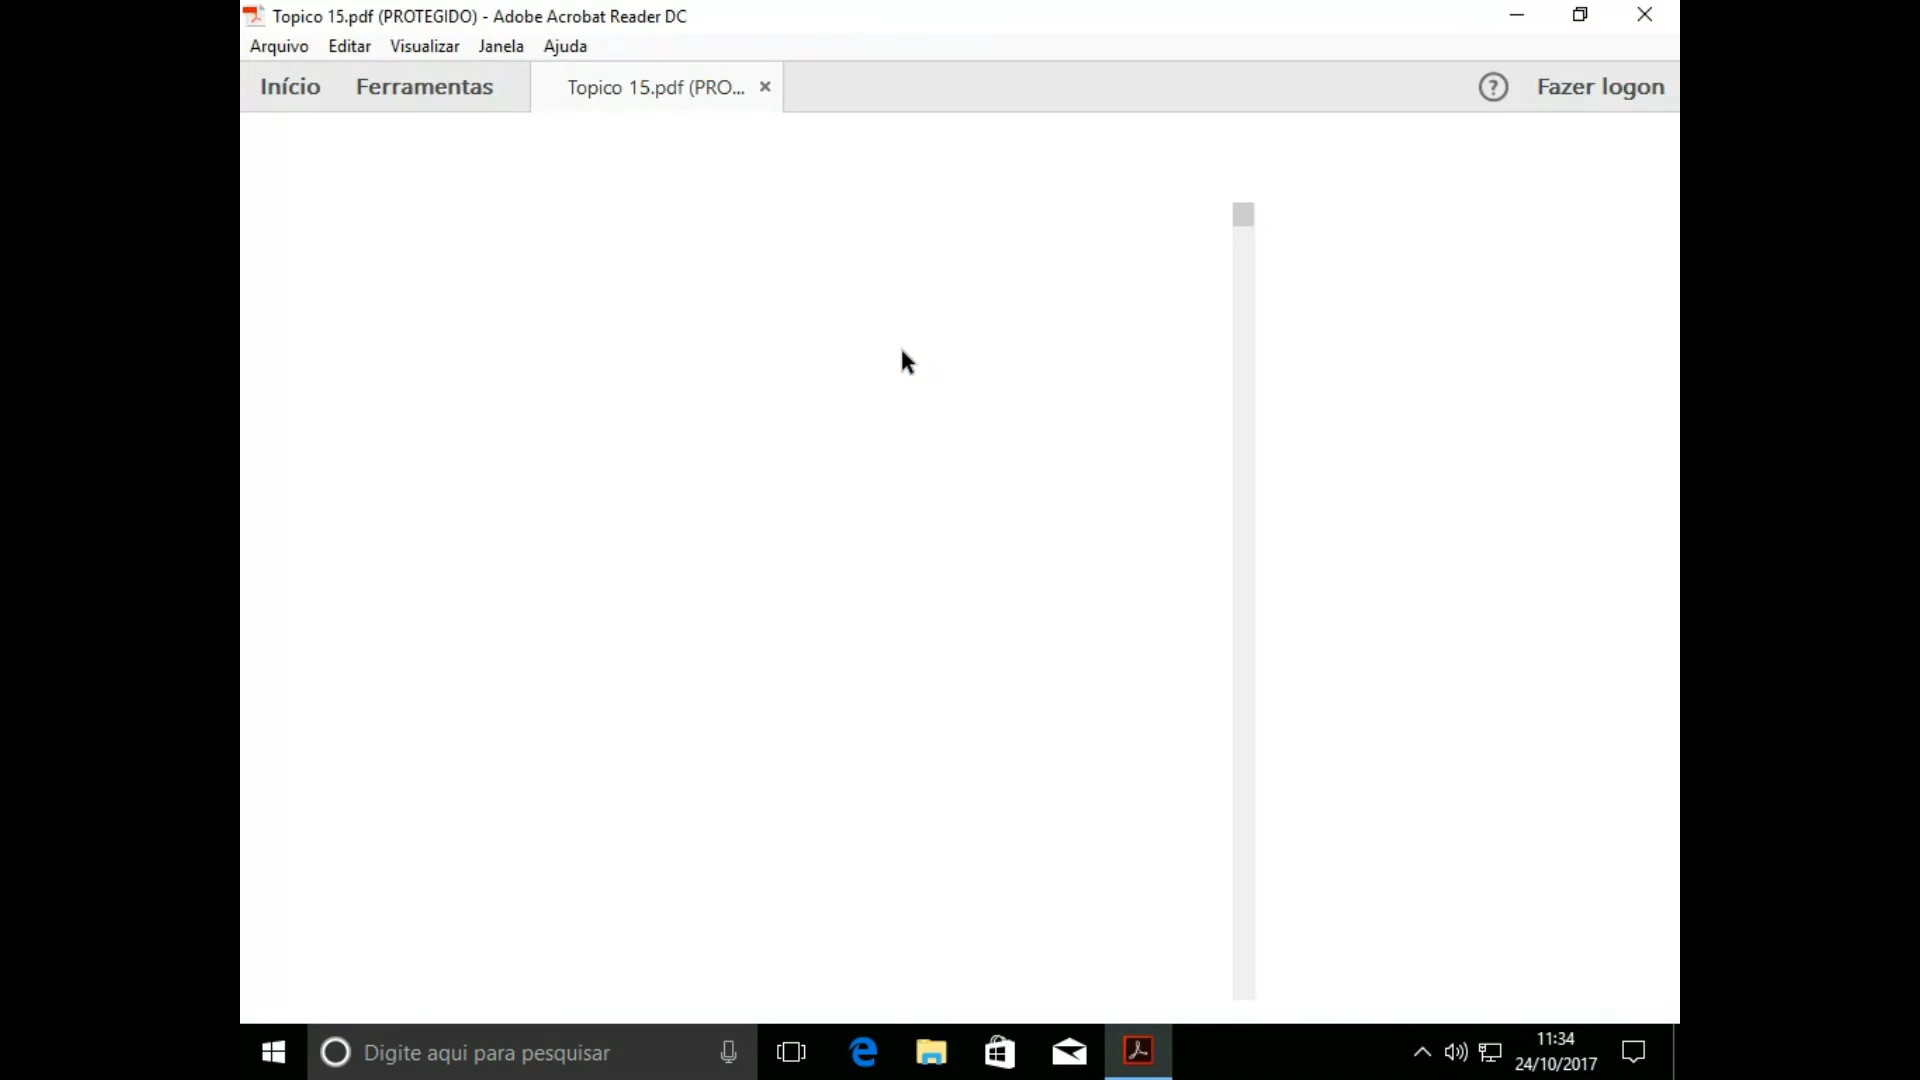 Topico 15.pdf (PROTEGIDO) - Adobe Acrobat Reader DC
Arquivo Editar Visualizar Janela Ajuda
Início Ferramentas Topico 15.pdf (PRO... × ? Fazer logon
Digite aqui para pesquisar
11:34
24/10/2017